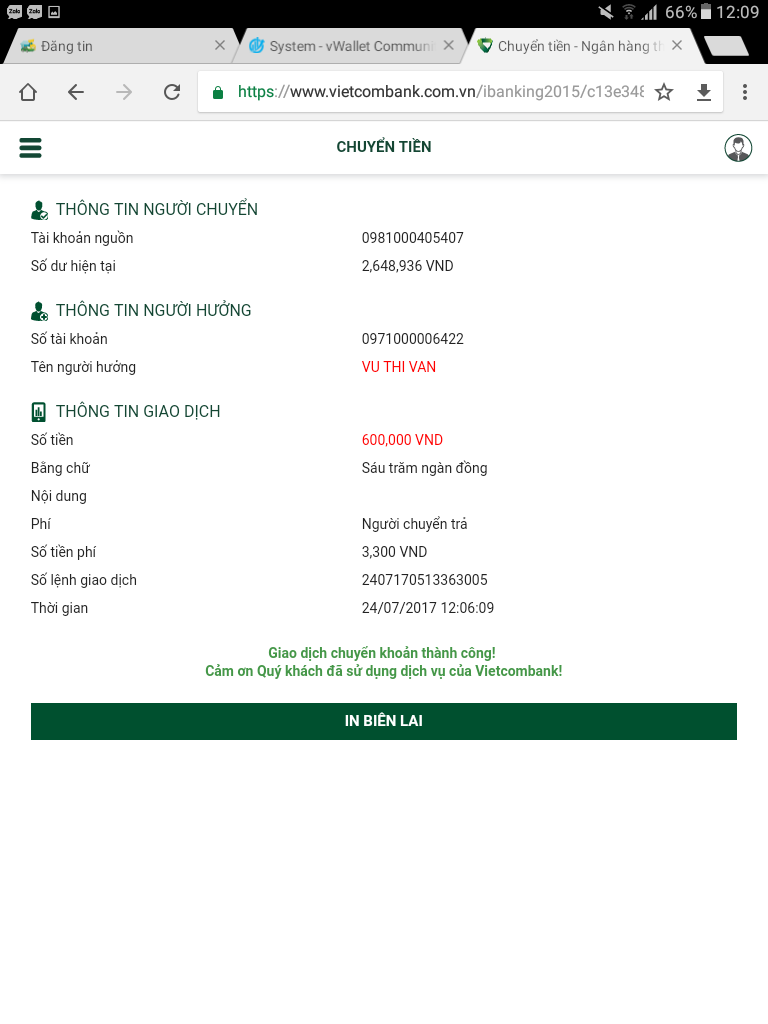 Zalo Zalo 66% 12:09
Đăng tin System - vWallet Communi Chuyển tiền - Ngân hàng th
https://www.vietcombank.com.vn/ibanking2015/c13e348
CHUYỂN TIỀN
THÔNG TIN NGƯỜI CHUYỂN
Tài khoản nguồn 0981000405407
Số dư hiện tại 2,648,936 VND
THÔNG TIN NGƯỜI HƯỞNG
Số tài khoản 0971000006422
Tên người hưởng VU THI VAN
THÔNG TIN GIAO DỊCH
Số tiền 600,000 VND
Bằng chữ Sáu trăm ngàn đồng
Nội dung
Phí Người chuyển trả
Số tiền phí 3,300 VND
Số lệnh giao dịch 2407170513363005
Thời gian 24/07/2017 12:06:09
Giao dịch chuyển khoản thành công!
Cảm ơn Quý khách đã sử dụng dịch vụ của Vietcombank!
IN BIÊN LAI